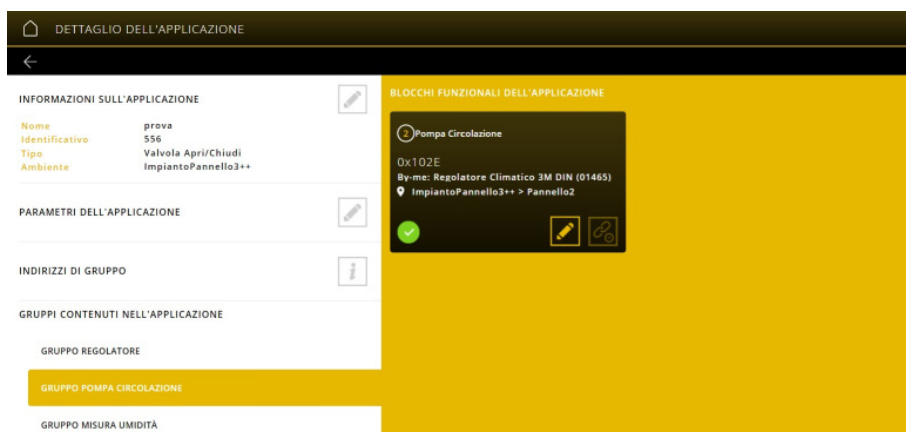 DETTAGLIO DELL'APPLICAZIONE
INFORMAZIONI SULL'APPLICAZIONE
Nome prova
Identificativo 556
Tipo Valvola Apri/Chiudi
Ambiente ImpiantoPannello3++
PARAMETRI DELL'APPLICAZIONE
INDIRIZZI DI GRUPPO
i
GRUPPI CONTENUTI NELL'APPLICAZIONE
GRUPPO REGOLATORE
GRUPPO POMPA CIRCOLAZIONE
GRUPPO MISURA UMIDITÀ
BLOCCHI FUNZIONALI DELL'APPLICAZIONE
2 Pompa Circolazione
0x102E
By-me: Regolatore Climatico 3M DIN (01465)
ImpiantoPannello3++ > Pannello2